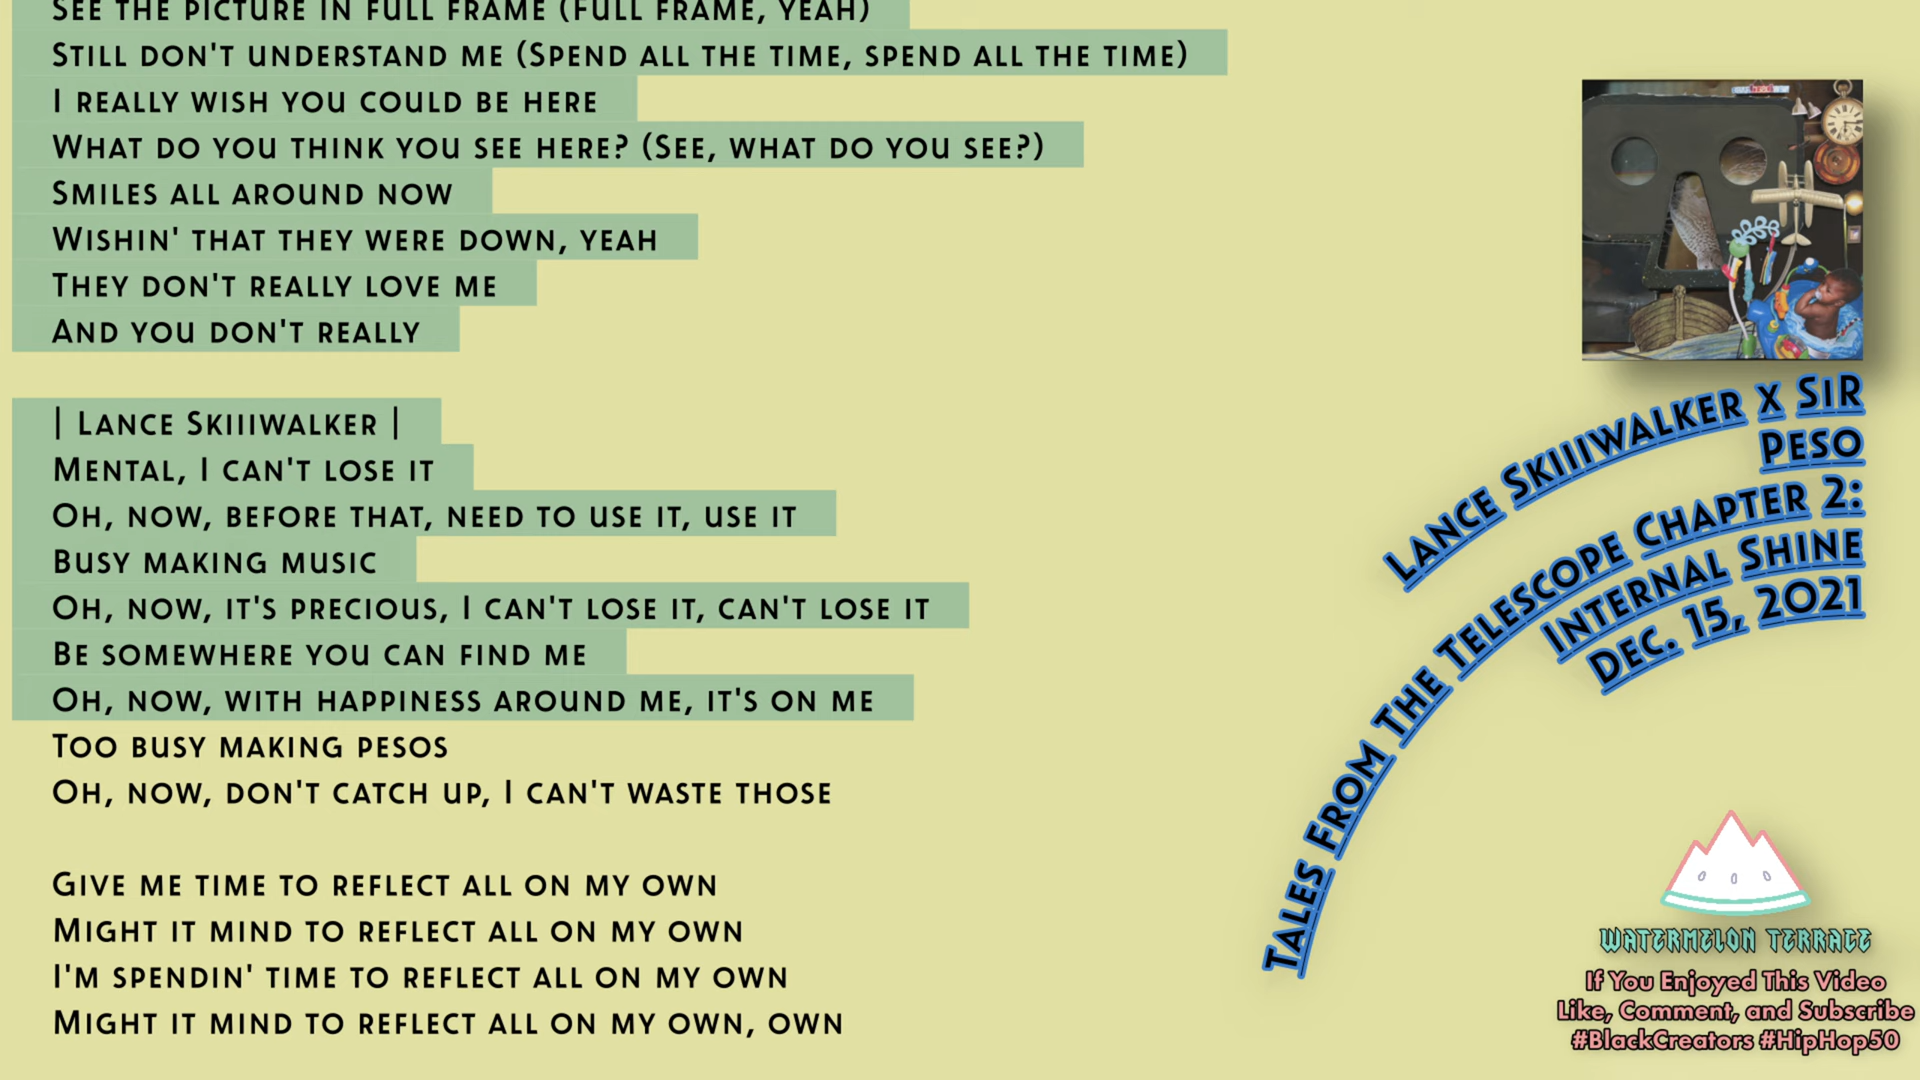 See the picture in full frame (Full frame, yeah)
Still don't understand me (Spend all the time, spend all the time)
I really wish you could be here
What do you think you see here? (See, what do you see?)
Smiles all around now
Wishin' that they were down, yeah
They don't really love me
And you don't really
| Lance Skiiiwalker |
Mental, I can't lose it
Oh, now, before that, need to use it, use it
Busy making music
Oh, now, it's precious, I can't lose it, can't lose it
Be somewhere you can find me
Oh, now, with happiness around me, it's on me
Too busy making pesos
Oh, now, don't catch up, I can't waste those
Give me time to reflect all on my own
Might it mind to reflect all on my own
I'm spendin' time to reflect all on my own
Might it mind to reflect all on my own, own
Lance Skiiiwalker x SiR
Peso
Tales From The Telescope Chapter 2:
Internal Shine
Dec. 15, 2021
WATERMELON TERRACE
If You Enjoyed This Video
Like, Comment, and Subscribe
#BlackCreators #HipHop50